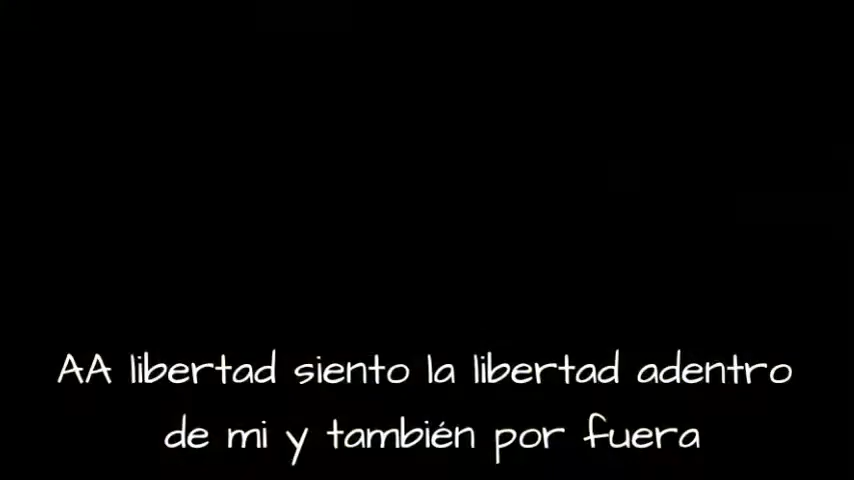 AA libertad siento la libertad adentro
de mi y también por fuera